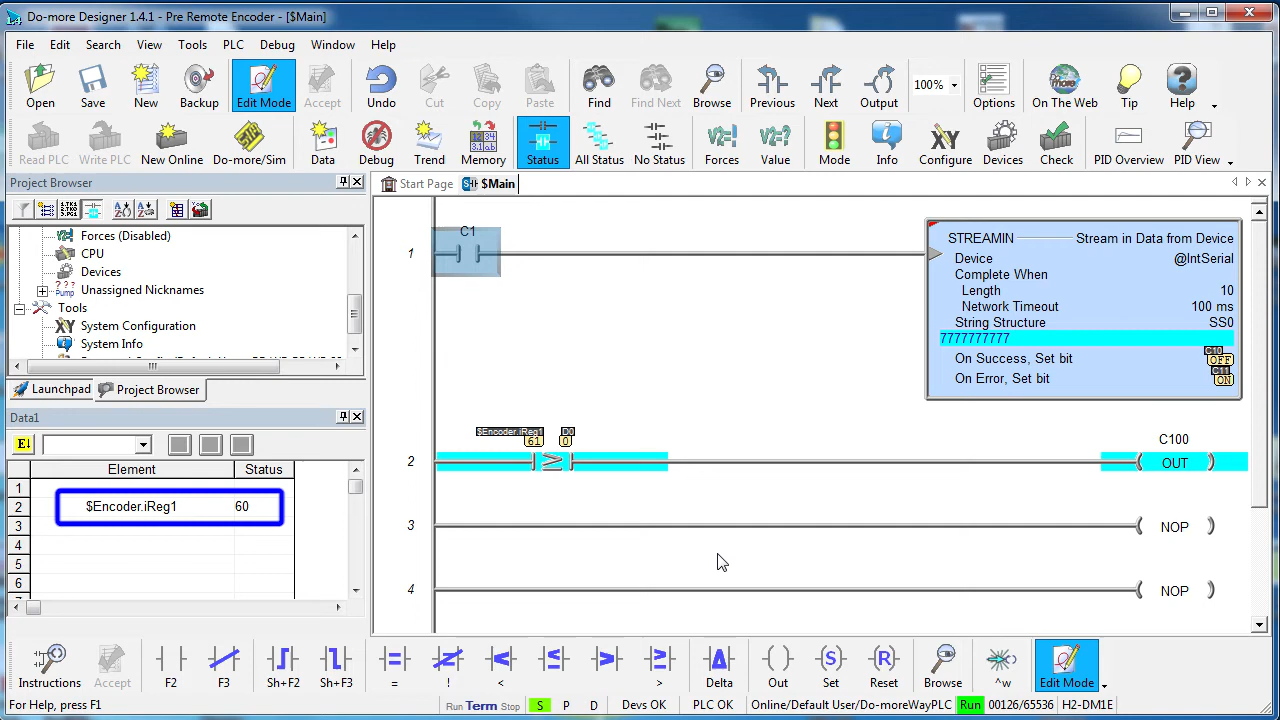 Do-more Designer 1.4.1 - Pre Remote Encoder - [$Main]
File Edit Search View Tools PLC Debug Window Help
Open Save New Backup Edit Mode Accept Undo Cut Copy Paste Find Find Next Browse Previous Next Output 100% Options On The Web Tip Help
Read PLC Write PLC New Online Do-more/Sim Data Debug Trend Memory Status All Status No Status Forces Value Mode Info Configure Devices Check PID Overview PID View
Project Browser
Start Page $Main
Forces (Disabled)
CPU
Devices
Unassigned Nicknames
Tools
System Configuration
System Info
Launchpad Project Browser
Data1
Element Status
1
2 $Encoder.iReg1 60
3
4
5
6
C1
1
STREAMIN Stream in Data from Device
Device @IntSerial
Complete When
Length 10
Network Timeout 100 ms
String Structure SS0
7777777777
On Success, Set bit C10 OFF
On Error, Set bit C11 ON
$Encoder.iReg1 D0
61 0
C100
2 ≥ OUT
3 NOP
4 NOP
Instructions Accept F2 F3 Sh+F2 Sh+F3 = ! < ≤ > ≥ Delta Out Set Reset Browse ^w Edit Mode
For Help, press F1 Run Term Stop S P D Devs OK PLC OK Online/Default User/Do-moreWayPLC Run 00126/65536 H2-DM1E